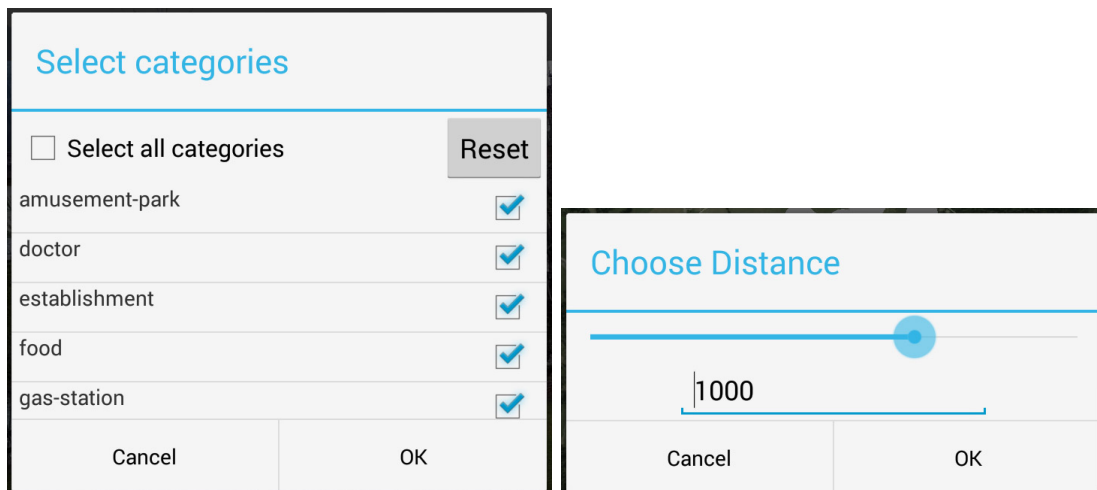 Select categories
Select all categories Reset
amusement-park
doctor
establishment
food
gas-station
Cancel OK
Choose Distance
1000
Cancel OK